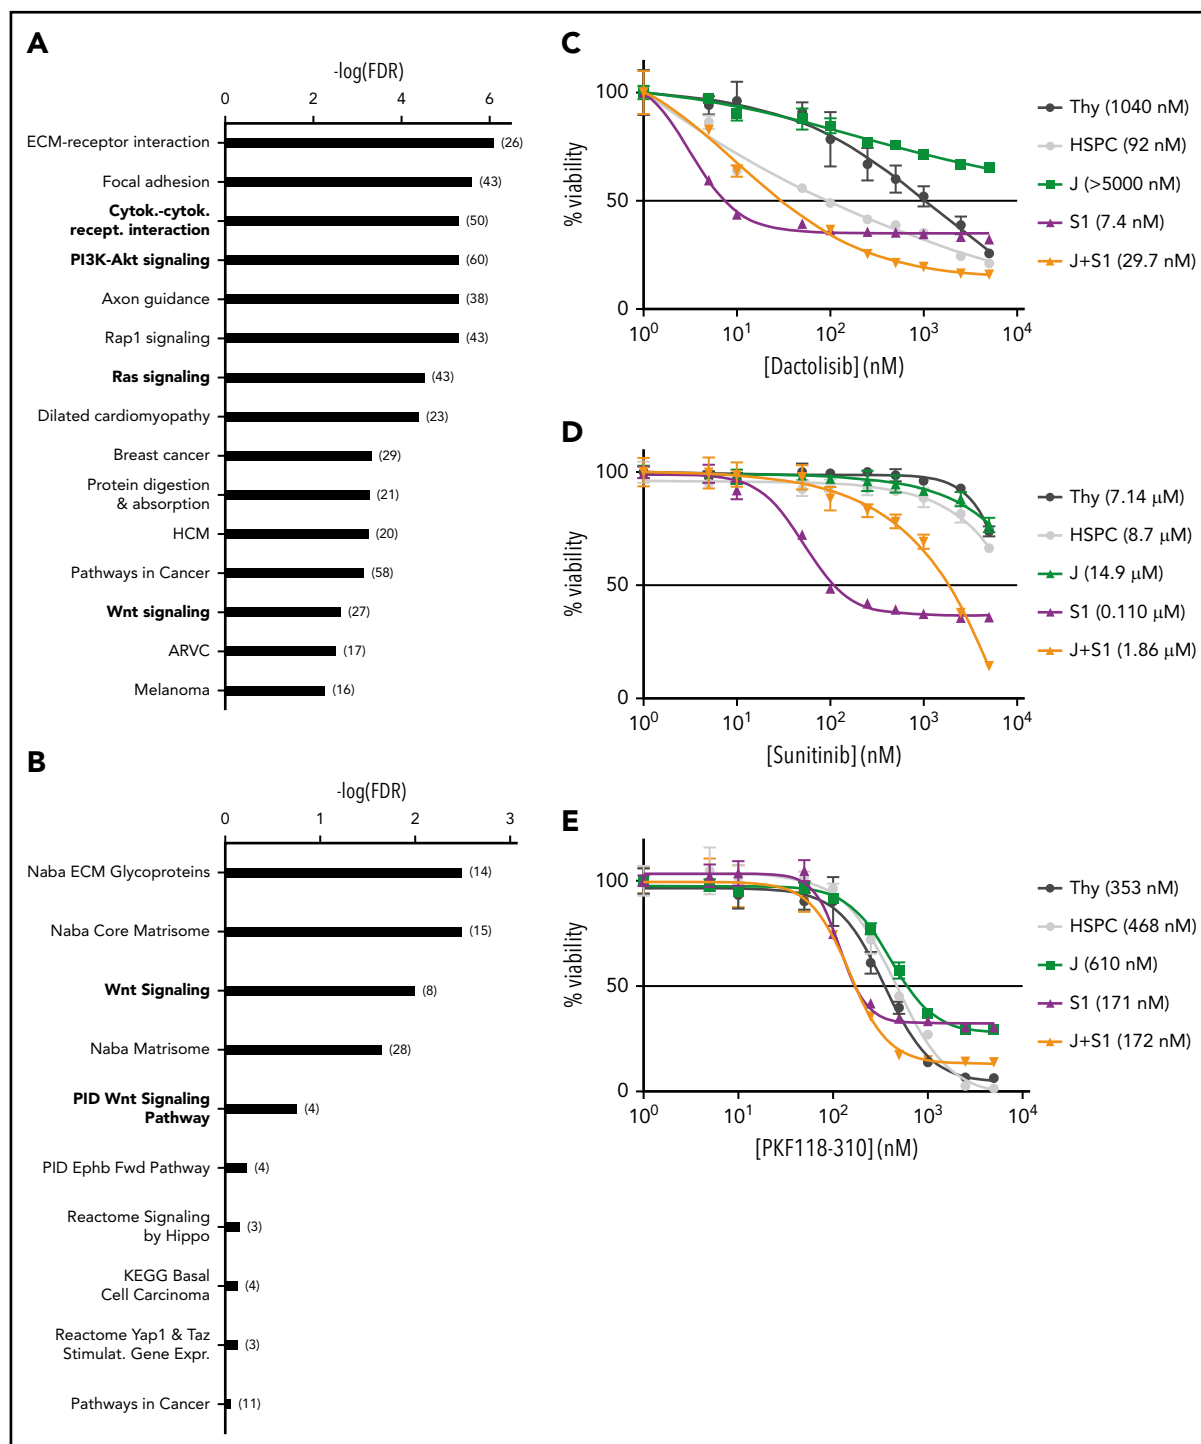 A
-log(FDR)
0 2 4 6
ECM-receptor interaction (26)
Focal adhesion (43)
Cytok.-cytok.
recept. interaction (50)
PI3K-Akt signaling (60)
Axon guidance (38)
Rap1 signaling (43)
Ras signaling (43)
Dilated cardiomyopathy (23)
Breast cancer (29)
Protein digestion
& absorption (21)
HCM (20)
Pathways in Cancer (58)
Wnt signaling (27)
ARVC (17)
Melanoma (16)
B
-log(FDR)
0 1 2 3
Naba ECM Glycoproteins (14)
Naba Core Matrisome (15)
Wnt Signaling (8)
Naba Matrisome (28)
PID Wnt Signaling
Pathway (4)
PID Ephb Fwd Pathway (4)
Reactome Signaling
by Hippo (3)
KEGG Basal
Cell Carcinoma (4)
Reactome Yap1 & Taz
Stimulat. Gene Expr. (3)
Pathways in Cancer (11)
C
% viability
100
50
0
10⁰ 10¹ 10² 10³ 10⁴
[Dactolisib] (nM)
Thy (1040 nM)
HSPC (92 nM)
J (>5000 nM)
S1 (7.4 nM)
J+S1 (29.7 nM)
D
% viability
100
50
0
10⁰ 10¹ 10² 10³ 10⁴
[Sunitinib] (nM)
Thy (7.14 μM)
HSPC (8.7 μM)
J (14.9 μM)
S1 (0.110 μM)
J+S1 (1.86 μM)
E
% viability
100
50
0
10⁰ 10¹ 10² 10³ 10⁴
[PKF118-310] (nM)
Thy (353 nM)
HSPC (468 nM)
J (610 nM)
S1 (171 nM)
J+S1 (172 nM)